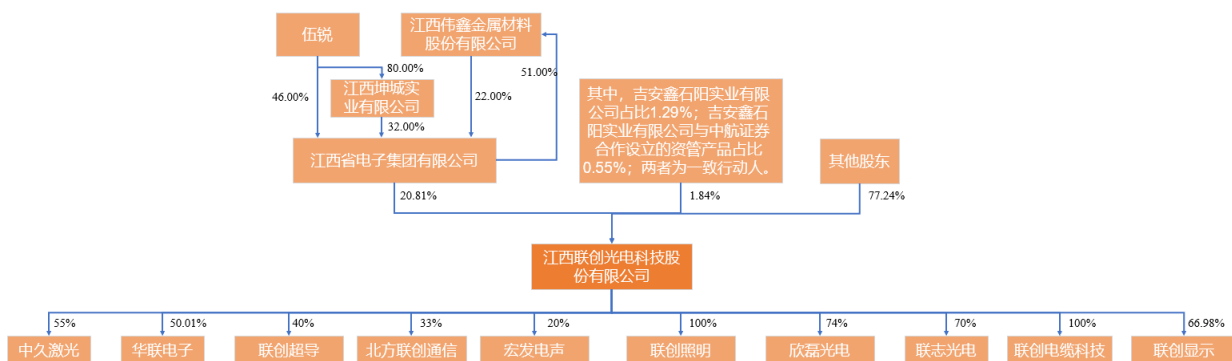 伍锐
江西伟鑫金属材料
股份有限公司
80.00%
51.00%
江西坤城实
业有限公司
46.00%
22.00%
32.00%
江西省电子集团有限公司
其中，吉安鑫石阳实业有限
公司占比1.29%；吉安鑫石
阳实业有限公司与中航证券
合作设立的资管产品占比
0.55%；两者为一致行动人。
其他股东
20.81%
1.84%
77.24%
江西联创光电科技股
份有限公司
55%
50.01%
40%
33%
20%
100%
74%
70%
100%
66.98%
中久激光
华联电子
联创超导
北方联创通信
宏发电声
联创照明
欣磊光电
联志光电
联创电缆科技
联创显示